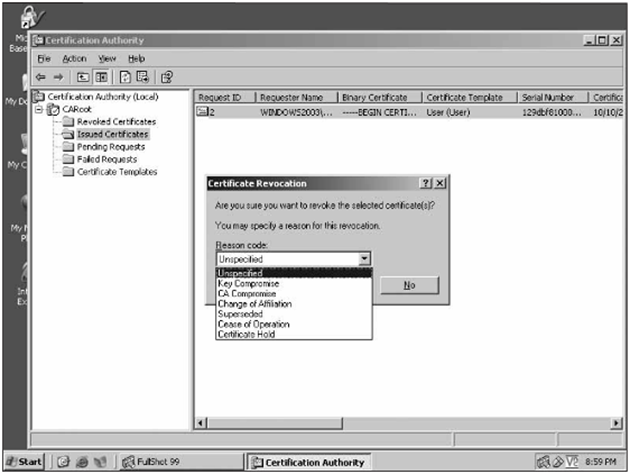 Mic
Base
My Do
My C
My N
Pl
Int
Ex
Certification Authority
File Action View Help
Certification Authority (Local)
CARoot
Revoked Certificates
Issued Certificates
Pending Requests
Failed Requests
Certificate Templates
Request ID Requester Name Binary Certificate Certificate Template Serial Number Certifica
2 WINDOWS2003\... -----BEGIN CERTI... User (User) 129dbf81000... 10/10/2
Certificate Revocation
Are you sure you want to revoke the selected certificate(s)?
You may specify a reason for this revocation.
Reason code:
Unspecified
Unspecified
Key Compromise
CA Compromise
Change of Affiliation
Superseded
Cease of Operation
Certificate Hold
No
Start FullShot 99 Certification Authority 8:59 PM